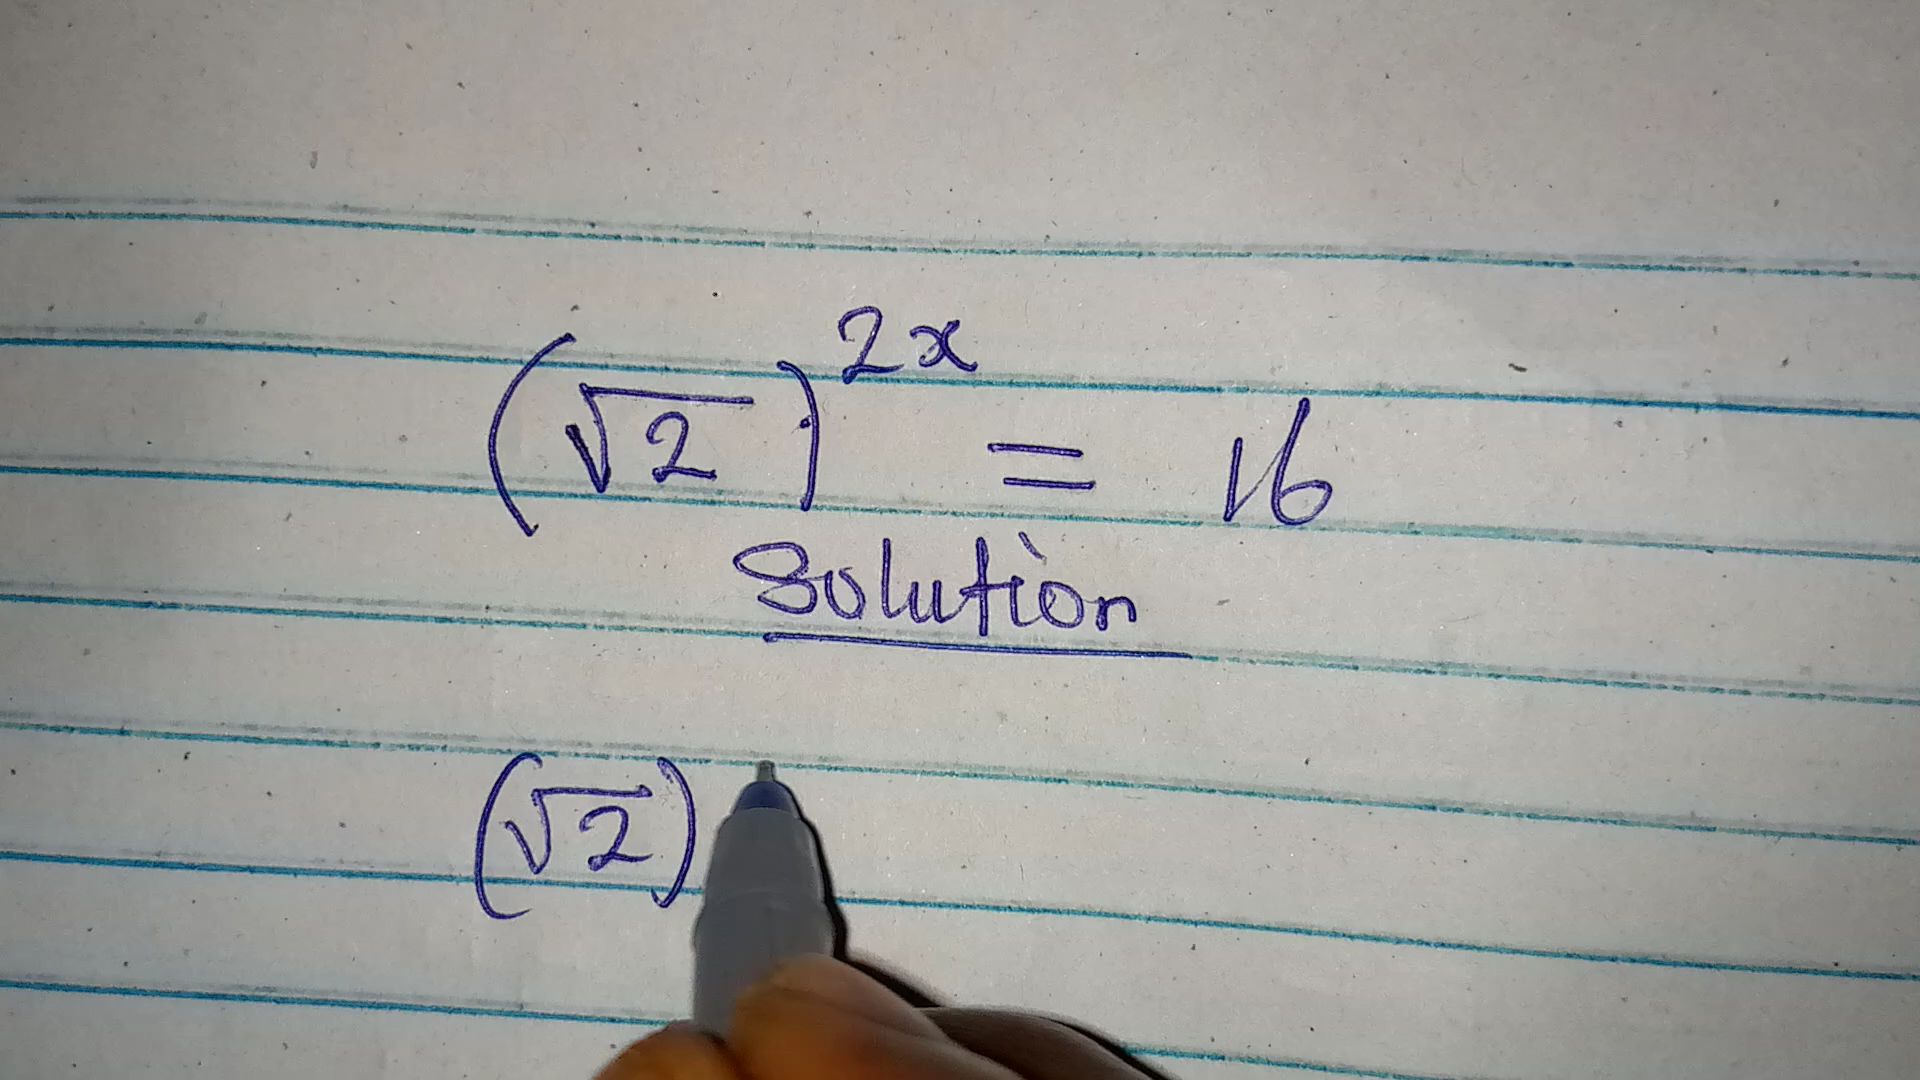 (√2)^{2x} = 16
Solution
(√2)